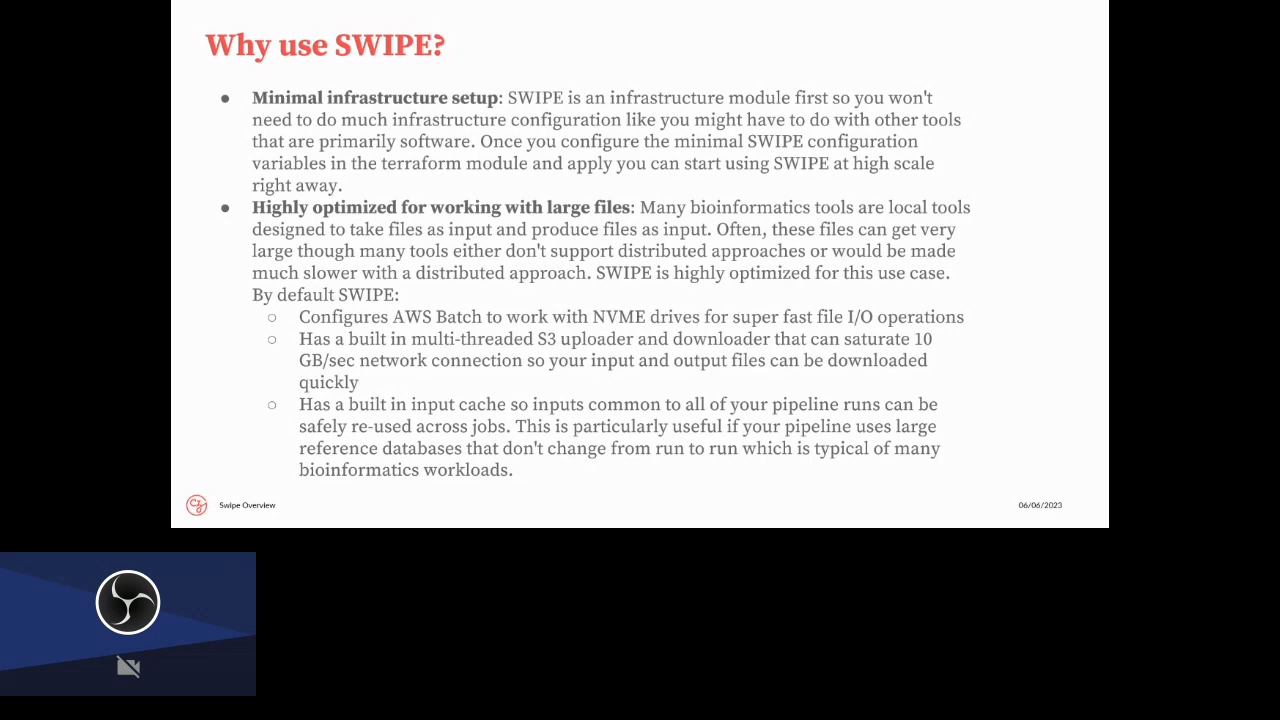 Why use SWIPE?
● Minimal infrastructure setup: SWIPE is an infrastructure module first so you won't
need to do much infrastructure configuration like you might have to do with other tools
that are primarily software. Once you configure the minimal SWIPE configuration
variables in the terraform module and apply you can start using SWIPE at high scale
right away.
● Highly optimized for working with large files: Many bioinformatics tools are local tools
designed to take files as input and produce files as input. Often, these files can get very
large though many tools either don't support distributed approaches or would be made
much slower with a distributed approach. SWIPE is highly optimized for this use case.
By default SWIPE:
○ Configures AWS Batch to work with NVME drives for super fast file I/O operations
○ Has a built in multi-threaded S3 uploader and downloader that can saturate 10
GB/sec network connection so your input and output files can be downloaded
quickly
○ Has a built in input cache so inputs common to all of your pipeline runs can be
safely re-used across jobs. This is particularly useful if your pipeline uses large
reference databases that don't change from run to run which is typical of many
bioinformatics workloads.
Swipe Overview
06/06/2023